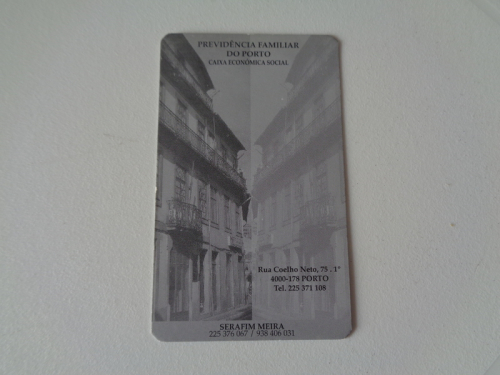 PREVIDÊNCIA FAMILIAR
DO PORTO
CAIXA ECONÓMICA SOCIAL
Rua Coelho Neto, 75 . 1º
4000-178 PORTO
Tel. 225 371 108
SERAFIM MEIRA
225 376 067 / 938 406 031